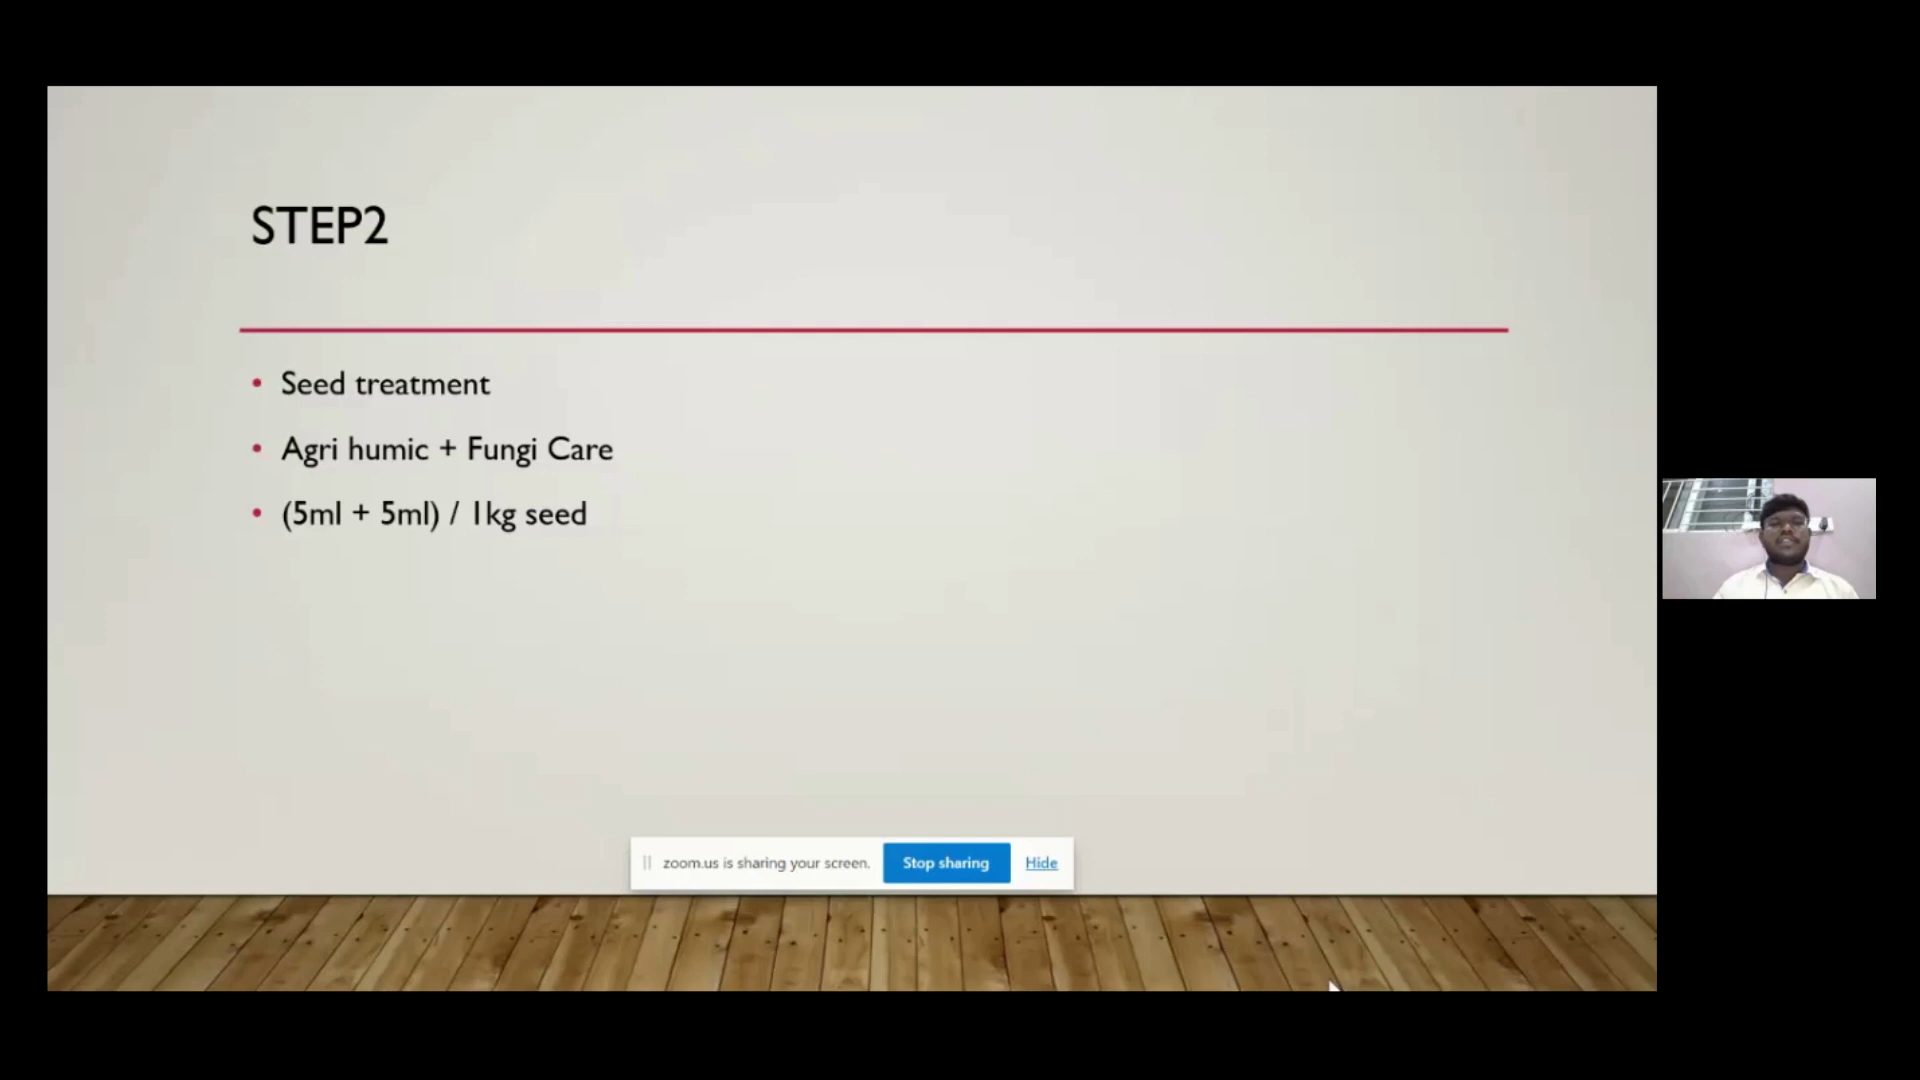 STEP2
• Seed treatment
• Agri humic + Fungi Care
• (5ml + 5ml) / 1kg seed
zoom.us is sharing your screen. Stop sharing Hide